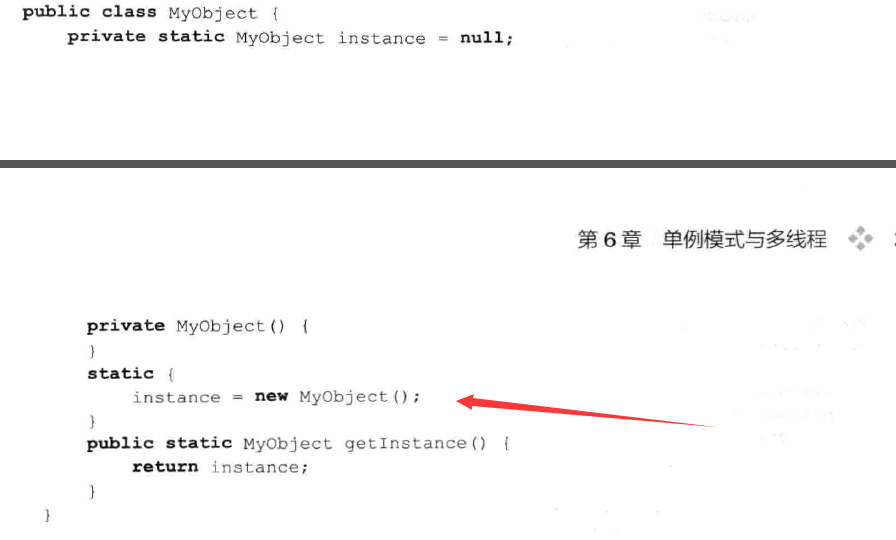 public class MyObject {
private static MyObject instance = null;
第 6 章 单例模式与多线程
private MyObject() {
}
static {
instance = new MyObject();
}
public static MyObject getInstance() {
return instance;
}
}